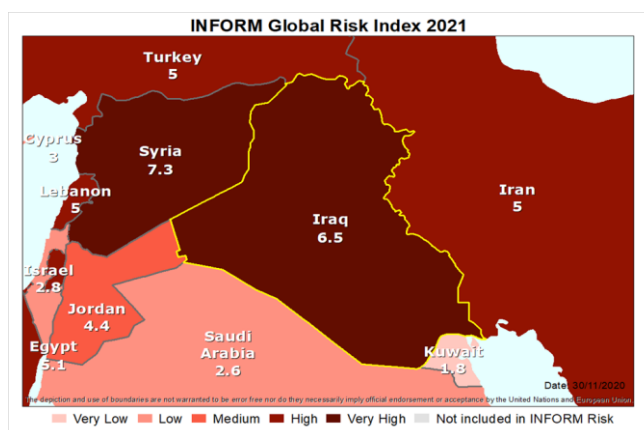 INFORM Global Risk Index 2021
Turkey
5
Cyprus
3
Syria
7.3
Lebanon
5
Iraq
6.5
Iran
5
Israel
2.8
Jordan
4.4
Egypt
5.1
Saudi
Arabia
2.6
Kuwait
1.8
Date: 30/11/2020
The depiction and use of boundaries are not warranted to be error free nor do they necessarily imply official endorsement or acceptance by the United Nations and European Union.
Very Low Low Medium High Very High Not included in INFORM Risk